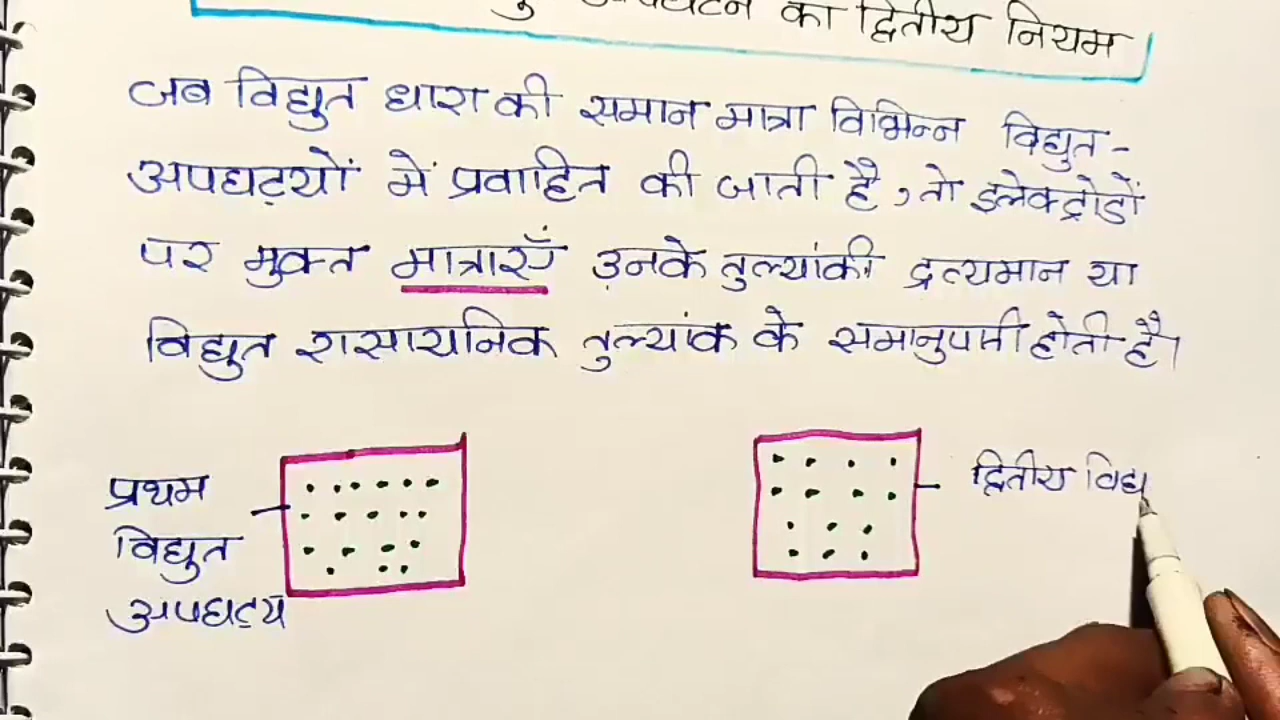 का द्वितीय नियम
जब विद्युत धारा की समान मात्रा विभिन्न विद्युत-
अपघट्यों में प्रवाहित की जाती है, तो इलेक्ट्रोडों
पर मुक्त मात्राएँ उनके तुल्यांकी द्रव्यमान या
विद्युत रासायनिक तुल्यांक के समानुपाती होती है।
प्रथम
विद्युत
अपघट्य
द्वितीय विद्य